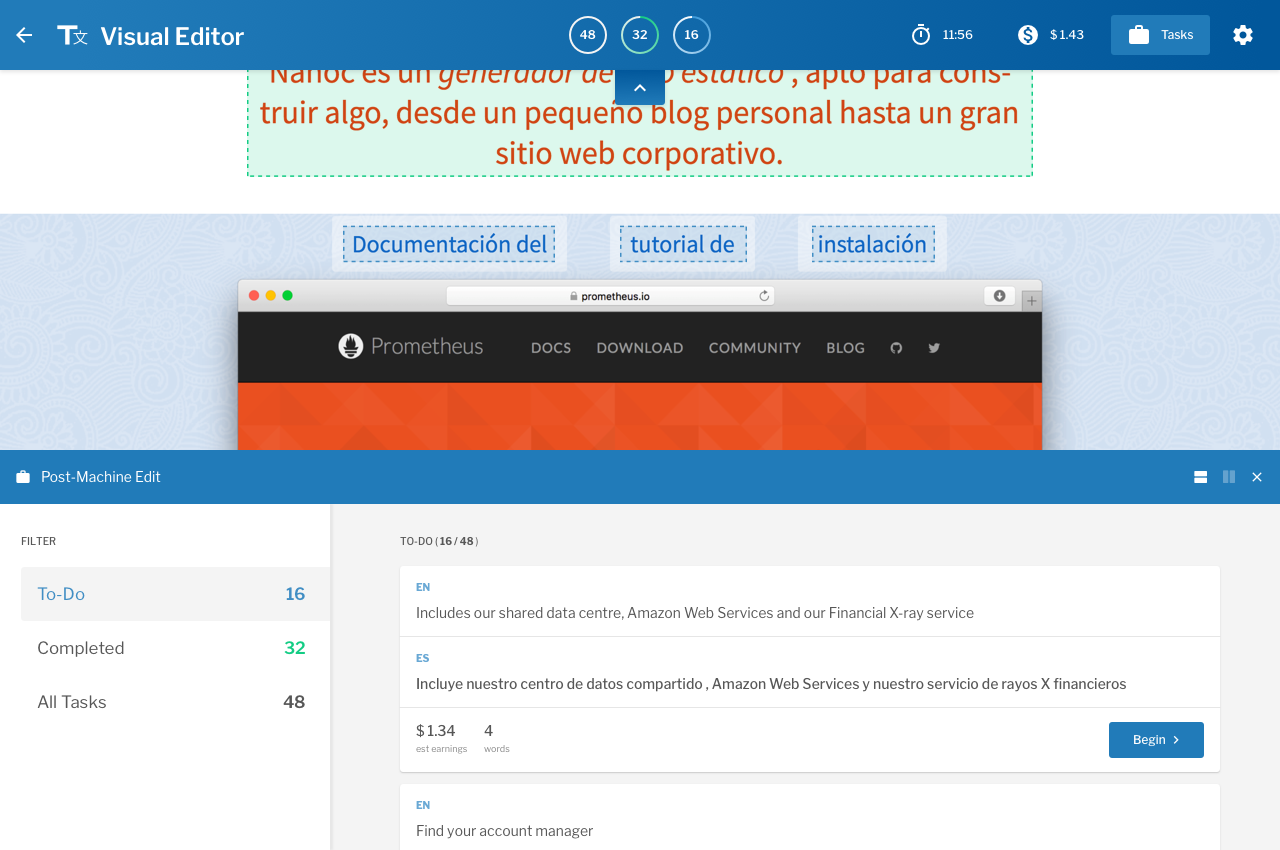 Visual Editor
48
32
16
11:56
$ 1.43
Tasks
Nanoc es un generador de estático , apto para cons-
truir algo, desde un pequeño blog personal hasta un gran
sitio web corporativo.
Documentación del
tutorial de
instalación
prometheus.io
Prometheus
DOCS
DOWNLOAD
COMMUNITY
BLOG
Post-Machine Edit
FILTER
To-Do 16
Completed 32
All Tasks 48
TO-DO ( 16 / 48 )
EN
Includes our shared data centre, Amazon Web Services and our Financial X-ray service
ES
Incluye nuestro centro de datos compartido , Amazon Web Services y nuestro servicio de rayos X financieros
$ 1.34
est earnings
4
words
Begin
EN
Find your account manager